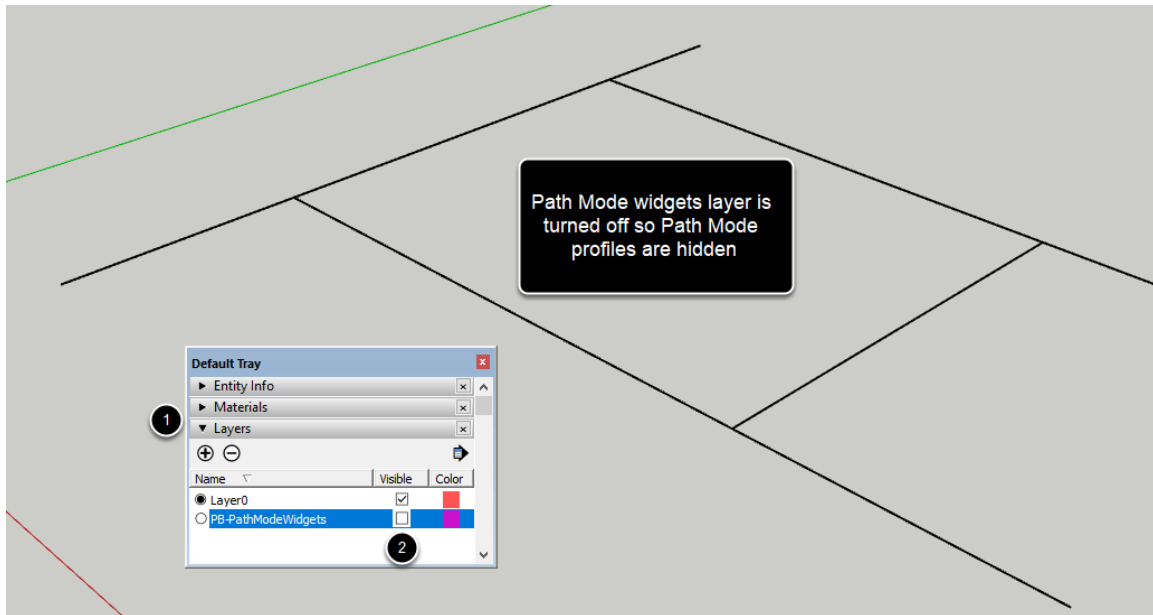 Path Mode widgets layer is
turned off so Path Mode
profiles are hidden
Default Tray
Entity Info
1
Materials
Layers
Name Visible Color
Layer0
PB-PathModeWidgets
2